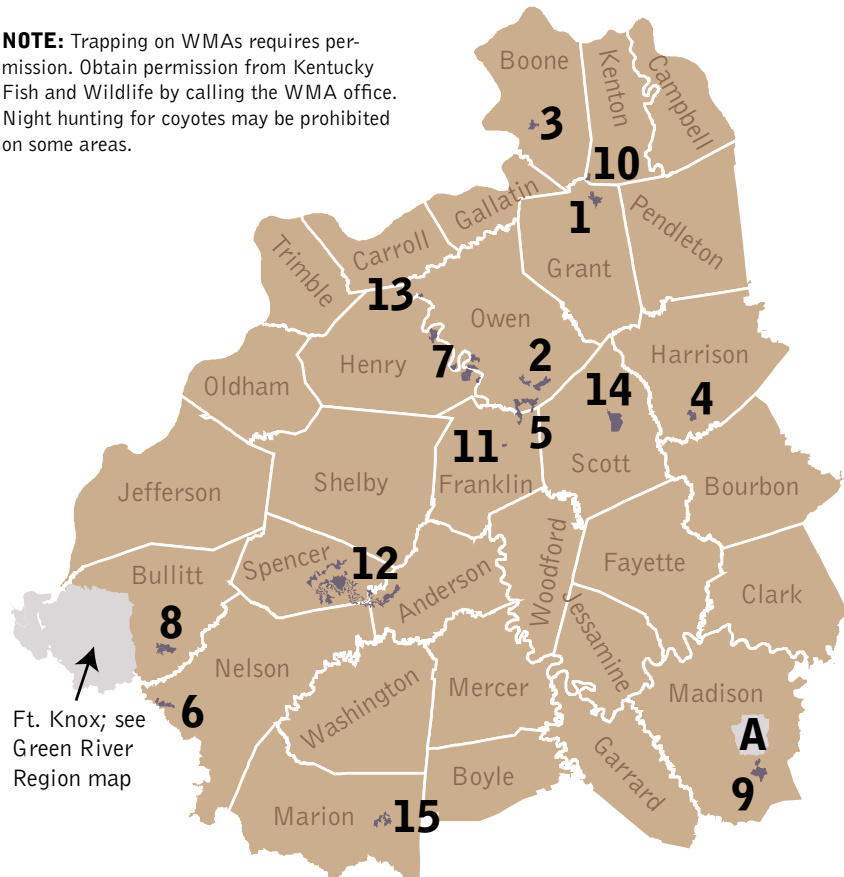 NOTE: Trapping on WMAs requires per-
mission. Obtain permission from Kentucky
Fish and Wildlife by calling the WMA office.
Night hunting for coyotes may be prohibited
on some areas.
Boone
Kenton
Campbell
3
10
1
Gallatin
Pendleton
Carroll
Trimble
Grant
13
Owen
Henry
7
2
Harrison
Oldham
14
4
11
5
Franklin
Scott
Jefferson
Shelby
Bourbon
Spencer
12
Bullitt
Anderson
Woodford
Fayette
Clark
8
Jessamine
Nelson
Mercer
Madison
6
Washington
Ft. Knox; see
Green River
Region map
A
Garrard
Boyle
9
Marion
15